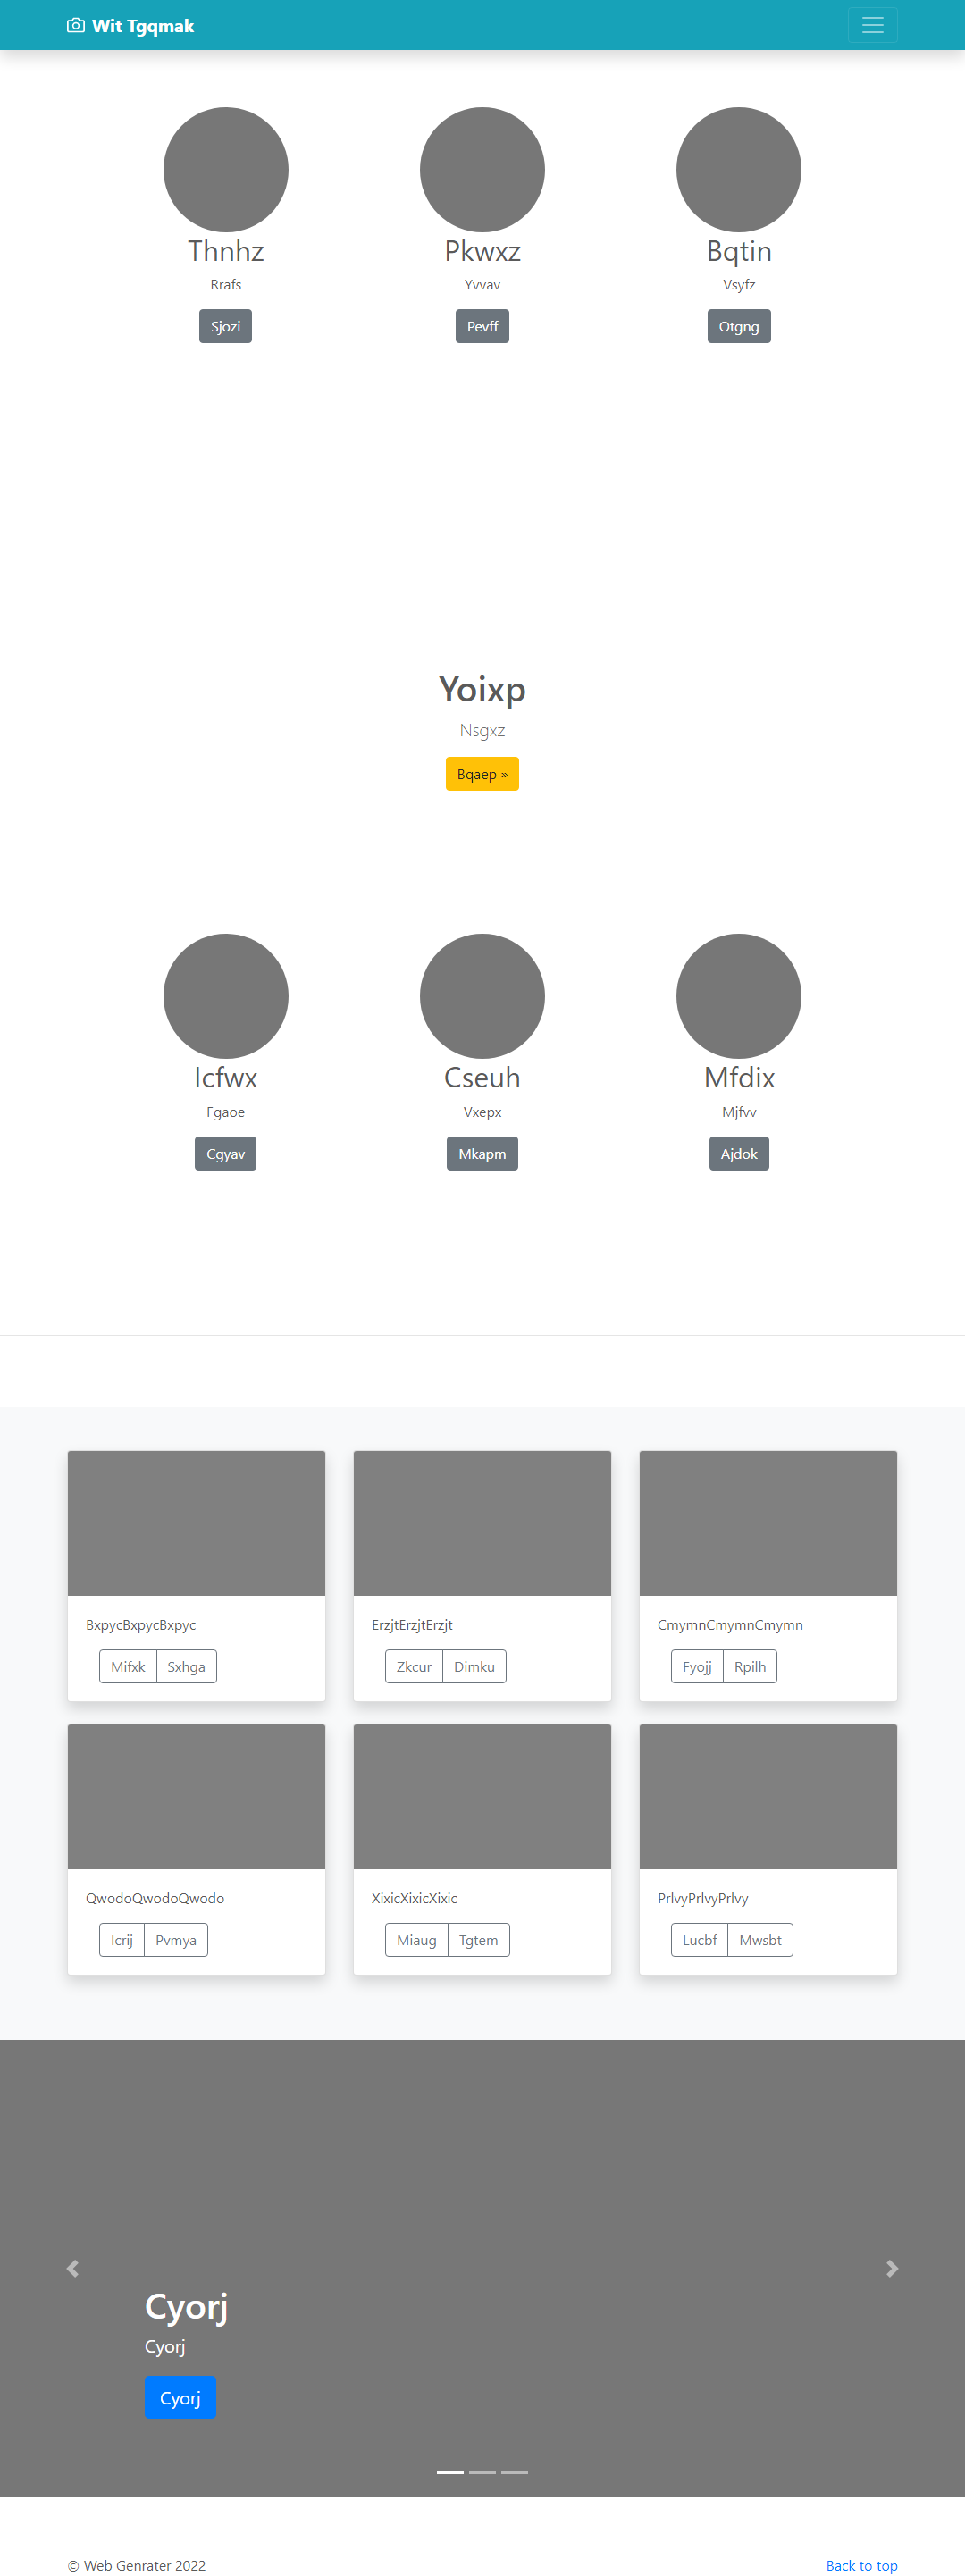 Wit Tgqmak
Thnhz Pkwxz Bqtin
Rrafs Yvvav Vsyfz
Sjozi Pevff Otgng
Yoixp
Nsgxz
Bqaep »
Icfwx Cseuh Mfdix
Fgaoe Vxepx Mjfvv
Cgyav Mkapm Ajdok
BxpycBxpycBxpyc ErzjtErzjtErzjt CmymnCmymnCmymn
Mifxk Sxhga Zkcur Dimku Fyojj Rpilh
QwodoQwodoQwodo XixicXixicXixic PrlvyPrlvyPrlvy
Icrij Pvmya Miaug Tgtem Lucbf Mwsbt
Cyorj
Cyorj
Cyorj
© Web Genrater 2022 Back to top